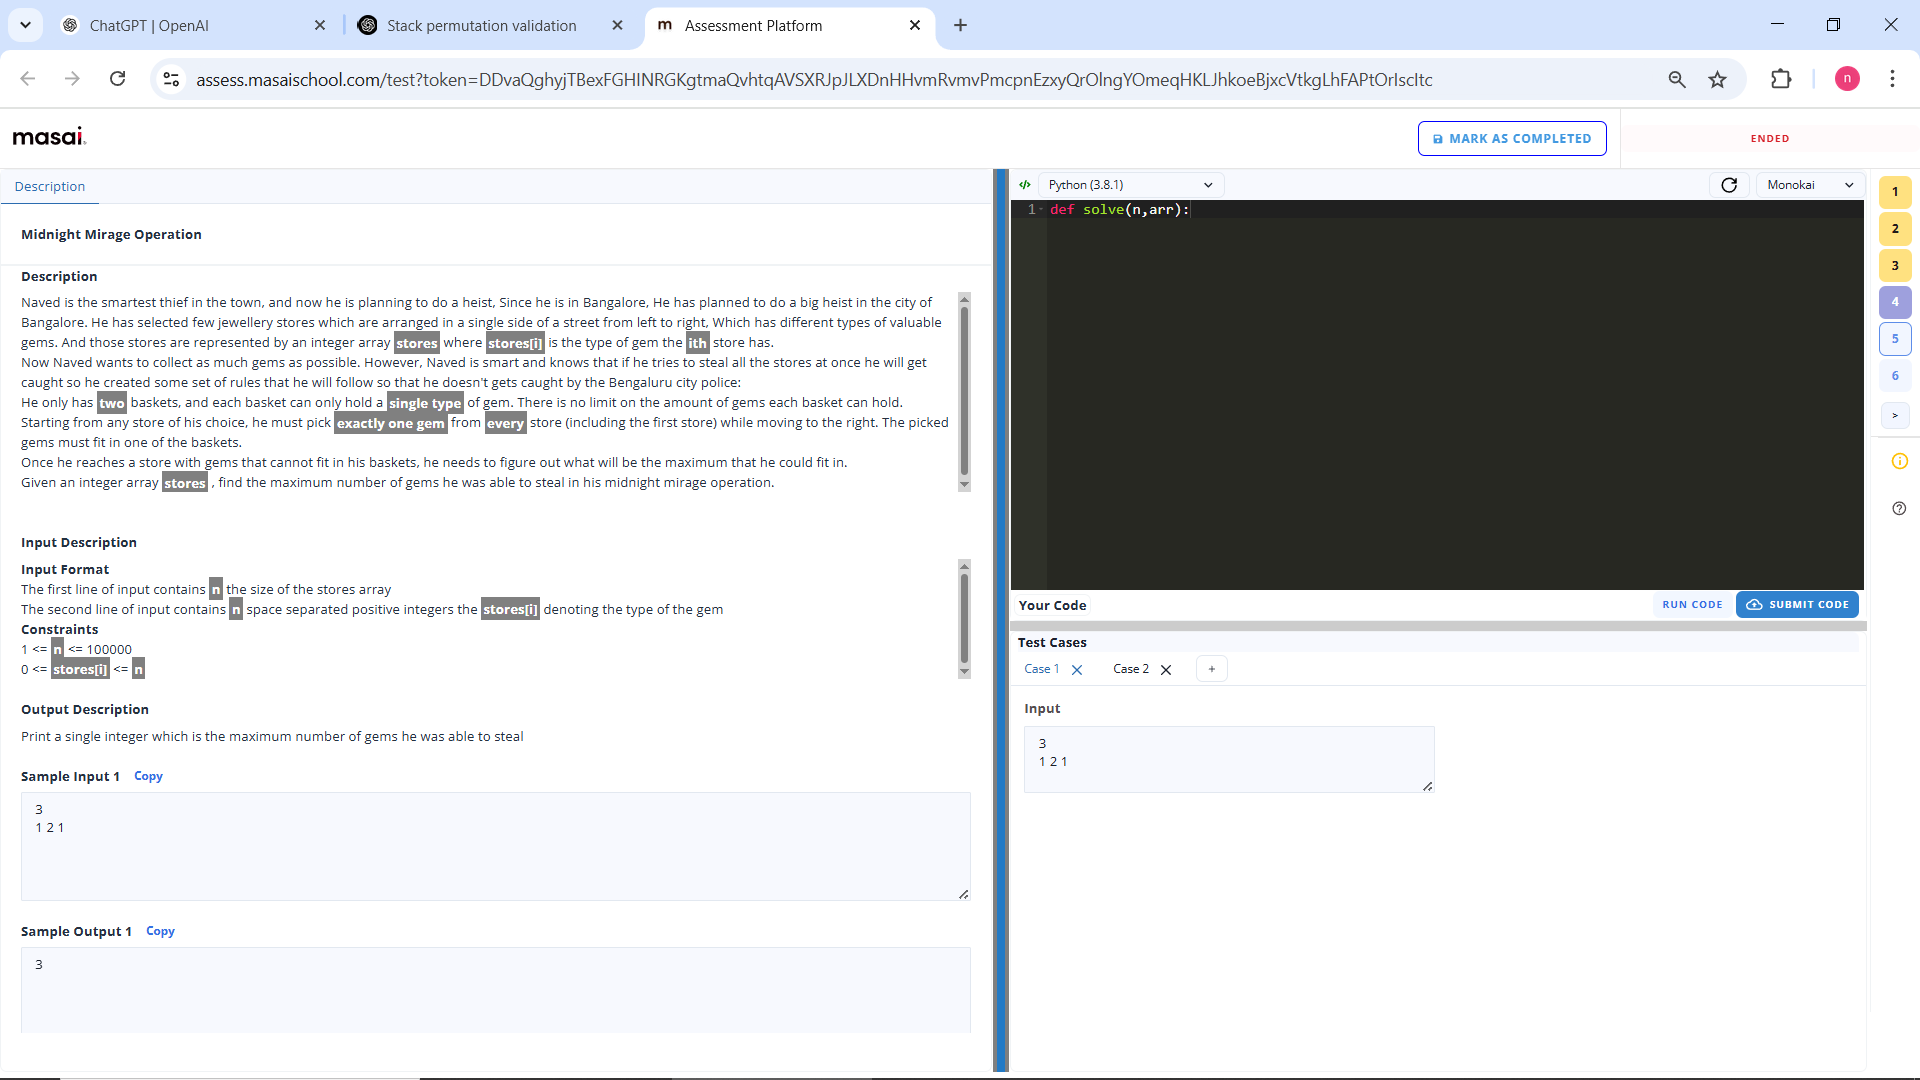 ChatGPT | OpenAI
Stack permutation validation
m Assessment Platform
assess.masaischool.com/test?token=DDvaQghyjTBexFGHINRGKgtmaQvhtqAVSXRJpJLXDnHHvmRvmvPmcpnEzxyQrOlngYOmeqHKLJhkoeBjxcVtkgLhFAPtOrIscItc
n
masai.
MARK AS COMPLETED
ENDED
Description
Midnight Mirage Operation
Description
Naved is the smartest thief in the town, and now he is planning to do a heist, Since he is in Bangalore, He has planned to do a big heist in the city of
Bangalore. He has selected few jewellery stores which are arranged in a single side of a street from left to right, Which has different types of valuable
gems. And those stores are represented by an integer array stores where stores[i] is the type of gem the ith store has.
Now Naved wants to collect as much gems as possible. However, Naved is smart and knows that if he tries to steal all the stores at once he will get
caught so he created some set of rules that he will follow so that he doesn't gets caught by the Bengaluru city police:
He only has two baskets, and each basket can only hold a single type of gem. There is no limit on the amount of gems each basket can hold.
Starting from any store of his choice, he must pick exactly one gem from every store (including the first store) while moving to the right. The picked
gems must fit in one of the baskets.
Once he reaches a store with gems that cannot fit in his baskets, he needs to figure out what will be the maximum that he could fit in.
Given an integer array stores , find the maximum number of gems he was able to steal in his midnight mirage operation.
Input Description
Input Format
The first line of input contains n the size of the stores array
The second line of input contains n space separated positive integers the stores[i] denoting the type of the gem
Constraints
1 <= n <= 100000
0 <= stores[i] <= n
Output Description
Print a single integer which is the maximum number of gems he was able to steal
Sample Input 1 Copy
3
1 2 1
Sample Output 1 Copy
3
Python (3.8.1)
Monokai
1 def solve(n,arr):
Your Code
RUN CODE
SUBMIT CODE
Test Cases
Case 1
Case 2
+
Input
3
1 2 1
1
2
3
4
5
6
>